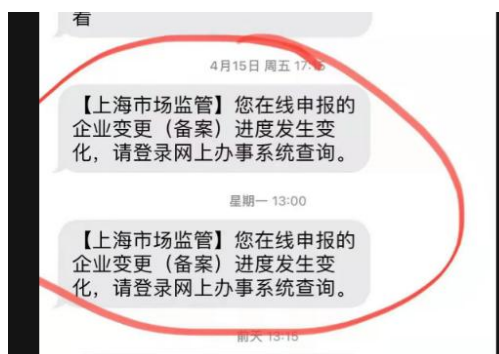 看
4月15日 周五 17:15
【上海市场监管】您在线申报的
企业变更（备案）进度发生变
化，请登录网上办事系统查询。
星期一 13:00
【上海市场监管】您在线申报的
企业变更（备案）进度发生变
化，请登录网上办事系统查询。
前天 13:15